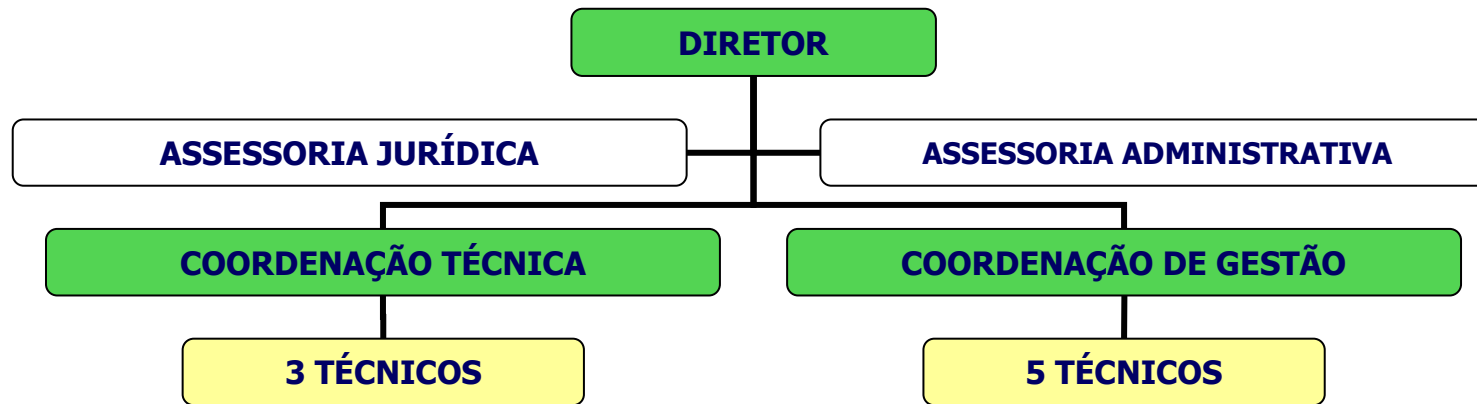 DIRETOR
ASSESSORIA JURÍDICA
ASSESSORIA ADMINISTRATIVA
COORDENAÇÃO TÉCNICA
COORDENAÇÃO DE GESTÃO
3 TÉCNICOS
5 TÉCNICOS